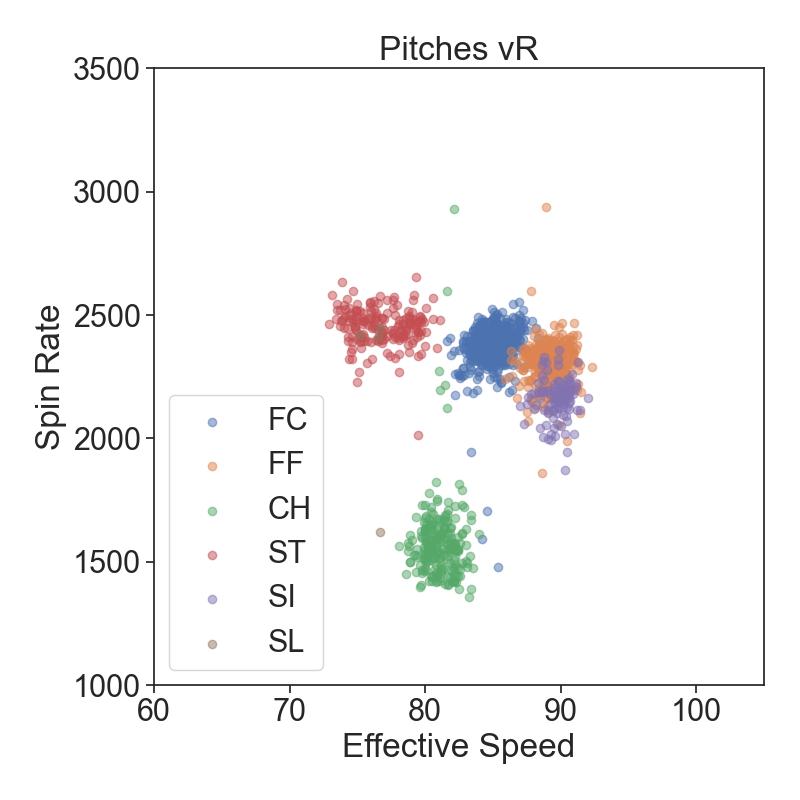 Pitches vR
3500
3000
2500
2000
1500
1000
Spin Rate
FC
FF
CH
ST
SI
SL
60 70 80 90 100
Effective Speed